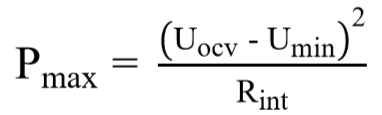 P_max = (U_ocv - U_min)^2 / R_int